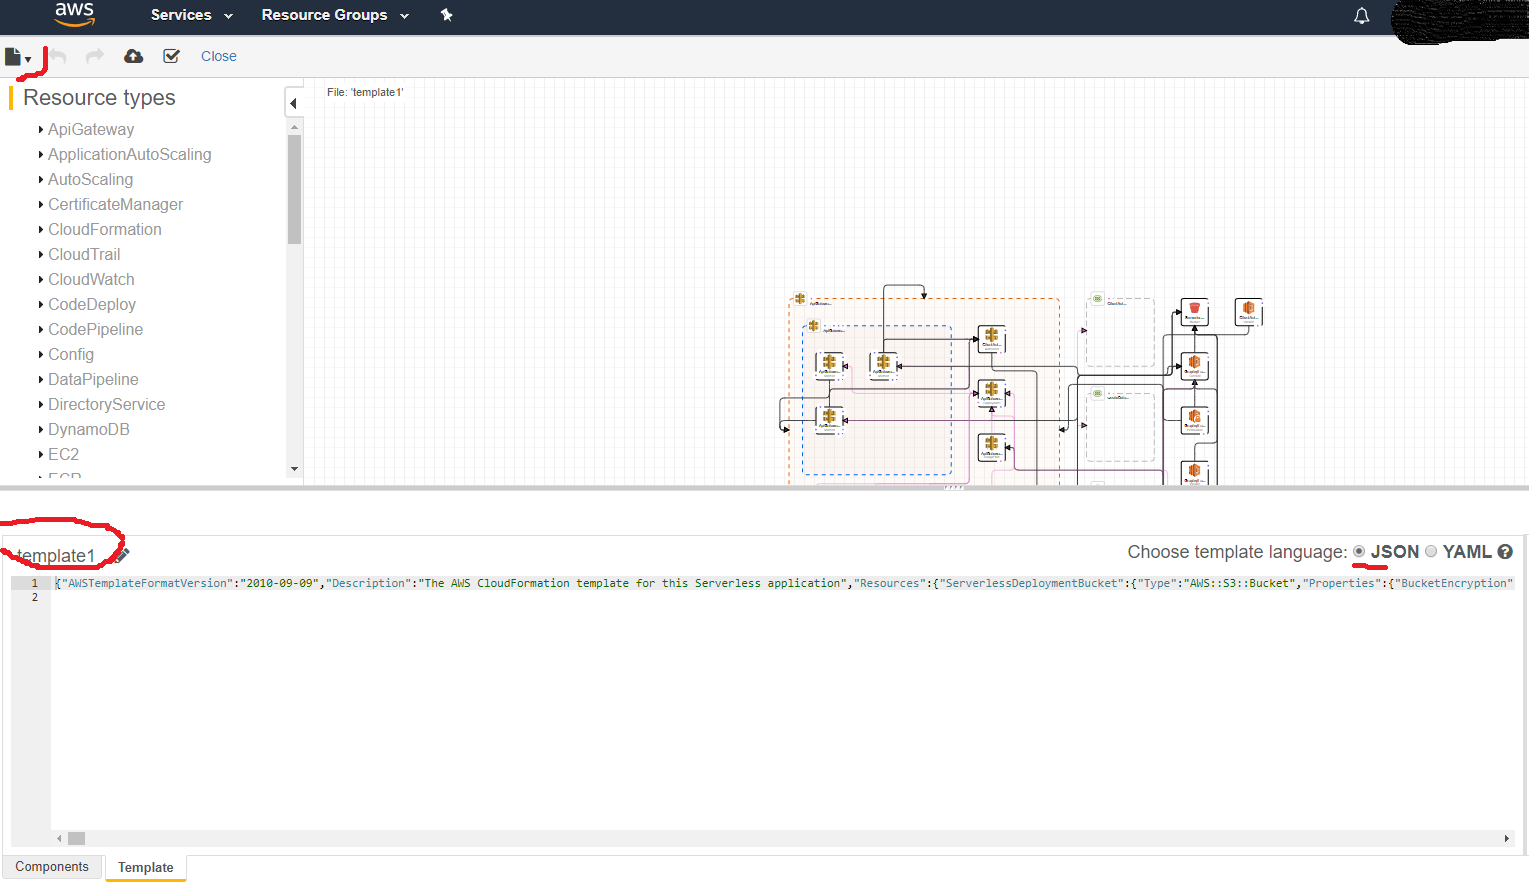 aws Services Resource Groups
Close
Resource types
File: 'template1'
ApiGateway
ApplicationAutoScaling
AutoScaling
CertificateManager
CloudFormation
CloudTrail
CloudWatch
CodeDeploy
CodePipeline
Config
DataPipeline
DirectoryService
DynamoDB
EC2
template1
Choose template language: JSON YAML
1 {"AWSTemplateFormatVersion":"2010-09-09","Description":"The AWS CloudFormation template for this Serverless application","Resources":{"ServerlessDeploymentBucket":{"Type":"AWS::S3::Bucket","Properties":{"BucketEncryption"
2
Components Template